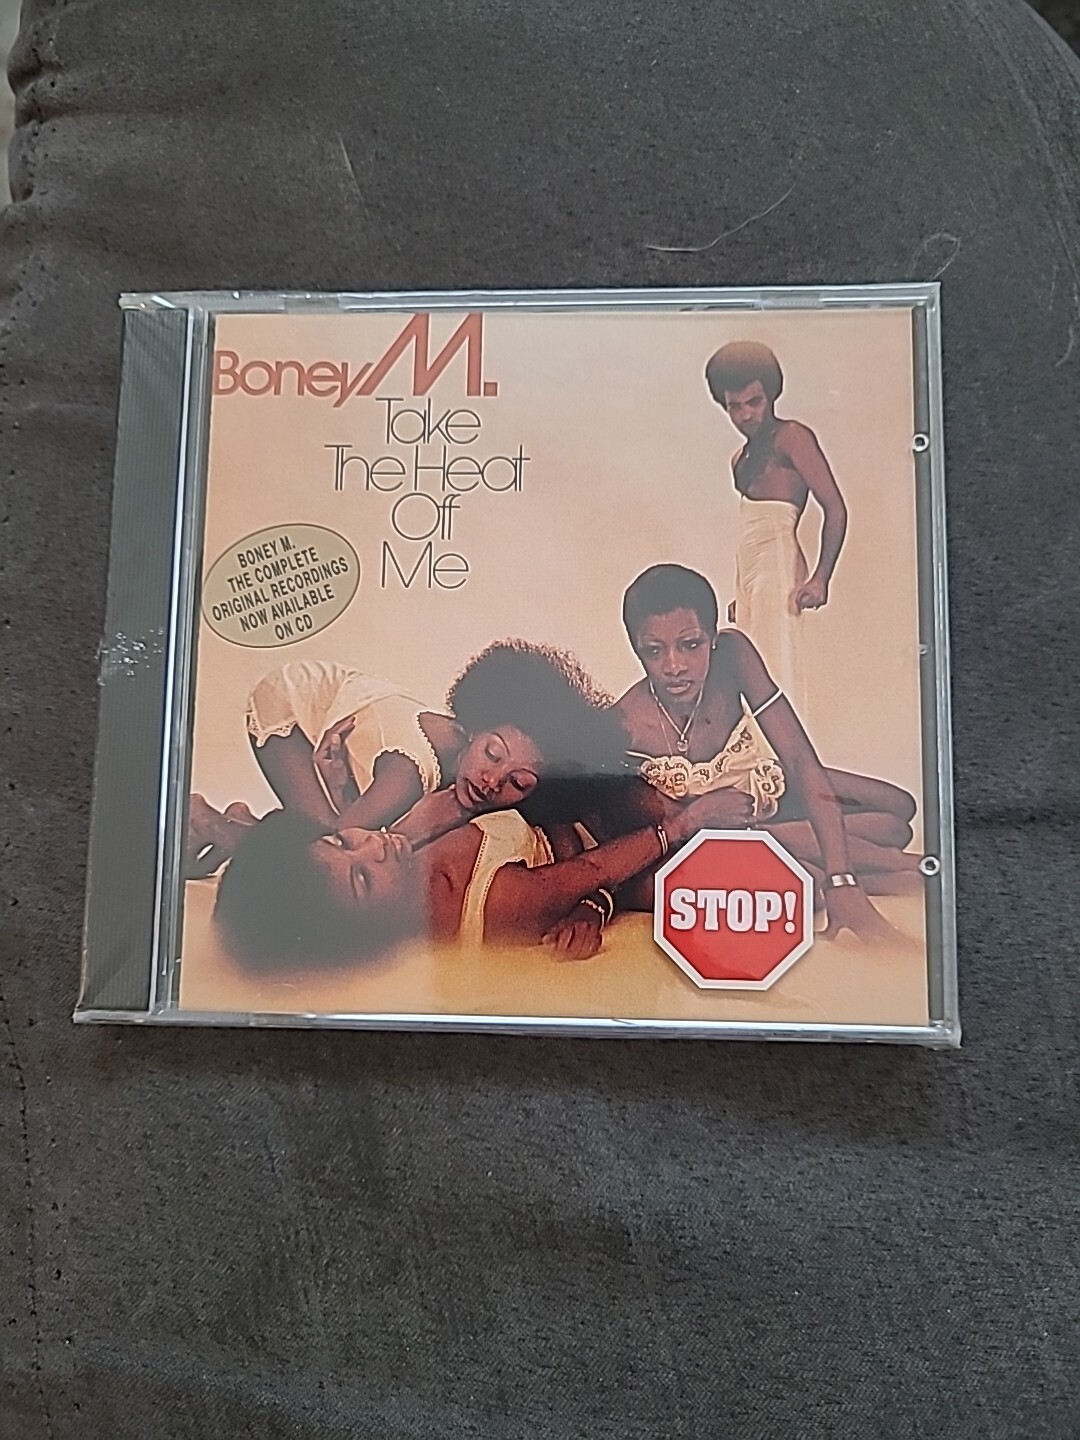 Boney M.
Take
The Heat
Off
Me
BONEY M.
THE COMPLETE
ORIGINAL RECORDINGS
NOW AVAILABLE
ON CD
STOP!